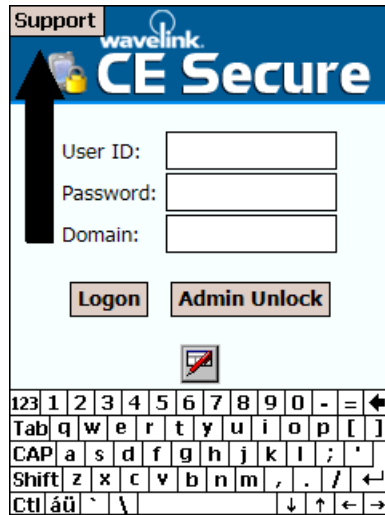 Support
wavelink.
CE Secure
User ID:
Password:
Domain:
Logon Admin Unlock
123 1 2 3 4 5 6 7 8 9 0 - = 
Tab q w e r t y u i o p [ ]
CAP a s d f g h j k l ; '
Shift z x c v b n m , . / ↵
Ctl áü ` \ ↓ ↑ ← →